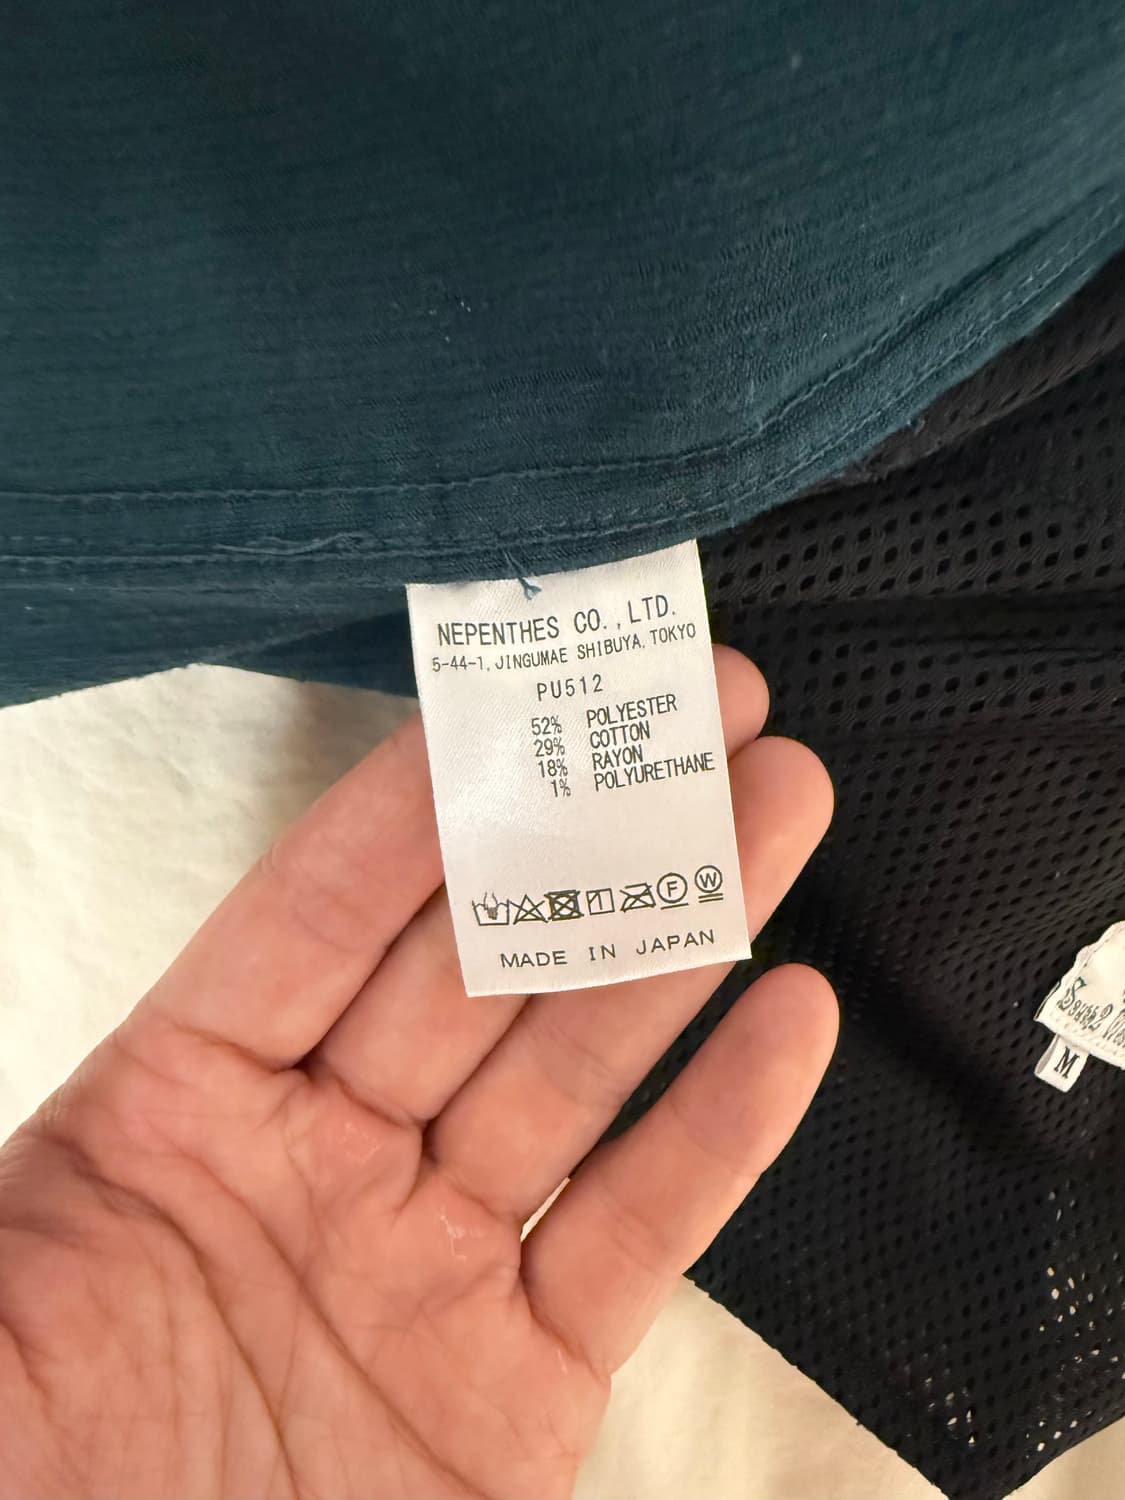 NEPENTHES CO.,LTD.
5-44-1, JINGUMAE SHIBUYA, TOKYO
PU512
52% POLYESTER
29% COTTON
18% RAYON
1% POLYURETHANE
F W
MADE IN JAPAN
South2
M